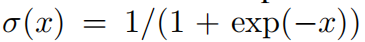 σ(x) = 1/(1 + exp(−x))